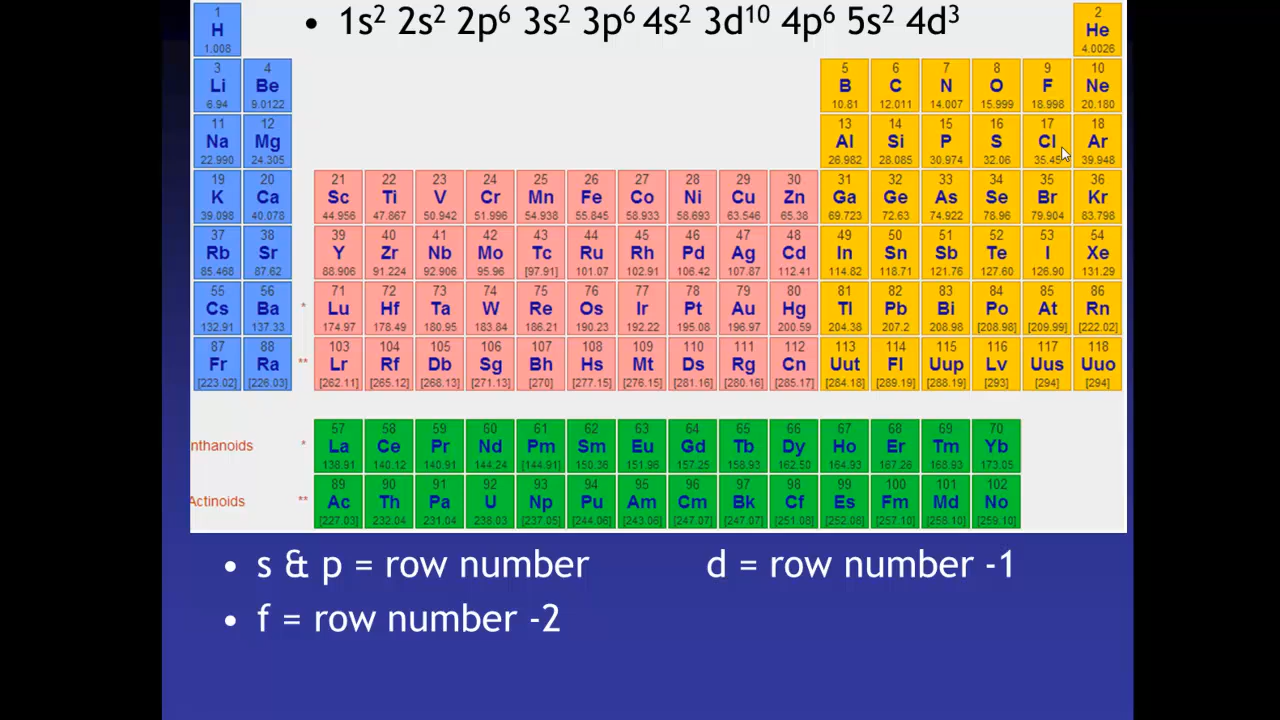 • 1s² 2s² 2p⁶ 3s² 3p⁶ 4s² 3d¹⁰ 4p⁶ 5s² 4d³
1 2
H He
1.008 4.0026
3 4 5 6 7 8 9 10
Li Be B C N O F Ne
6.94 9.0122 10.81 12.011 14.007 15.999 18.998 20.180
11 12 13 14 15 16 17 18
Na Mg Al Si P S Cl Ar
22.990 24.305 26.982 28.085 30.974 32.06 35.45 39.948
19 20 21 22 23 24 25 26 27 28 29 30 31 32 33 34 35 36
K Ca Sc Ti V Cr Mn Fe Co Ni Cu Zn Ga Ge As Se Br Kr
39.098 40.078 44.956 47.867 50.942 51.996 54.938 55.845 58.933 58.693 63.546 65.38 69.723 72.63 74.922 78.96 79.904 83.798
37 38 39 40 41 42 43 44 45 46 47 48 49 50 51 52 53 54
Rb Sr Y Zr Nb Mo Tc Ru Rh Pd Ag Cd In Sn Sb Te I Xe
85.468 87.62 88.906 91.224 92.906 95.96 [97.91] 101.07 102.91 106.42 107.87 112.41 114.82 118.71 121.76 127.60 126.90 131.29
55 56 71 72 73 74 75 76 77 78 79 80 81 82 83 84 85 86
Cs Ba * Lu Hf Ta W Re Os Ir Pt Au Hg Tl Pb Bi Po At Rn
132.91 137.33 174.97 178.49 180.95 183.84 186.21 190.23 192.22 195.08 196.97 200.59 204.38 207.2 208.98 [208.98] [209.99] [222.02]
87 88 103 104 105 106 107 108 109 110 111 112 113 114 115 116 117 118
Fr Ra ** Lr Rf Db Sg Bh Hs Mt Ds Rg Cn Uut Fl Uup Lv Uus Uuo
[223.02] [226.03] [262.11] [265.12] [268.13] [271.13] [270] [277.15] [276.15] [281.16] [280.16] [285.17] [284.18] [289.19] [288.19] [293] [294] [294]
57 58 59 60 61 62 63 64 65 66 67 68 69 70
nthanoids * La Ce Pr Nd Pm Sm Eu Gd Tb Dy Ho Er Tm Yb
138.91 140.12 140.91 144.24 [144.91] 150.36 151.96 157.25 158.93 162.50 164.93 167.26 168.93 173.05
89 90 91 92 93 94 95 96 97 98 99 100 101 102
Actinoids ** Ac Th Pa U Np Pu Am Cm Bk Cf Es Fm Md No
[227.03] 232.04 231.04 238.03 [237.05] [244.06] [243.06] [247.07] [247.07] [251.08] [252.08] [257.10] [258.10] [259.10]
• s & p = row number d = row number -1
• f = row number -2